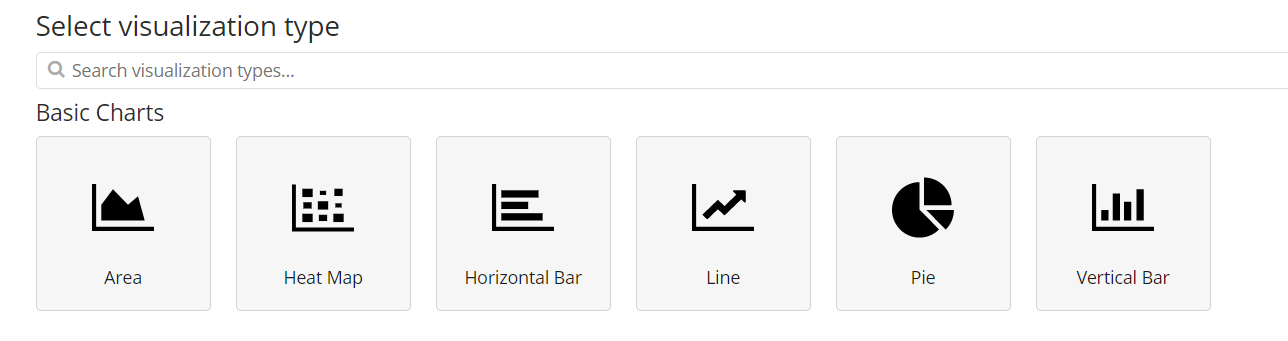 Select visualization type
Search visualization types...
Basic Charts
Area
Heat Map
Horizontal Bar
Line
Pie
Vertical Bar